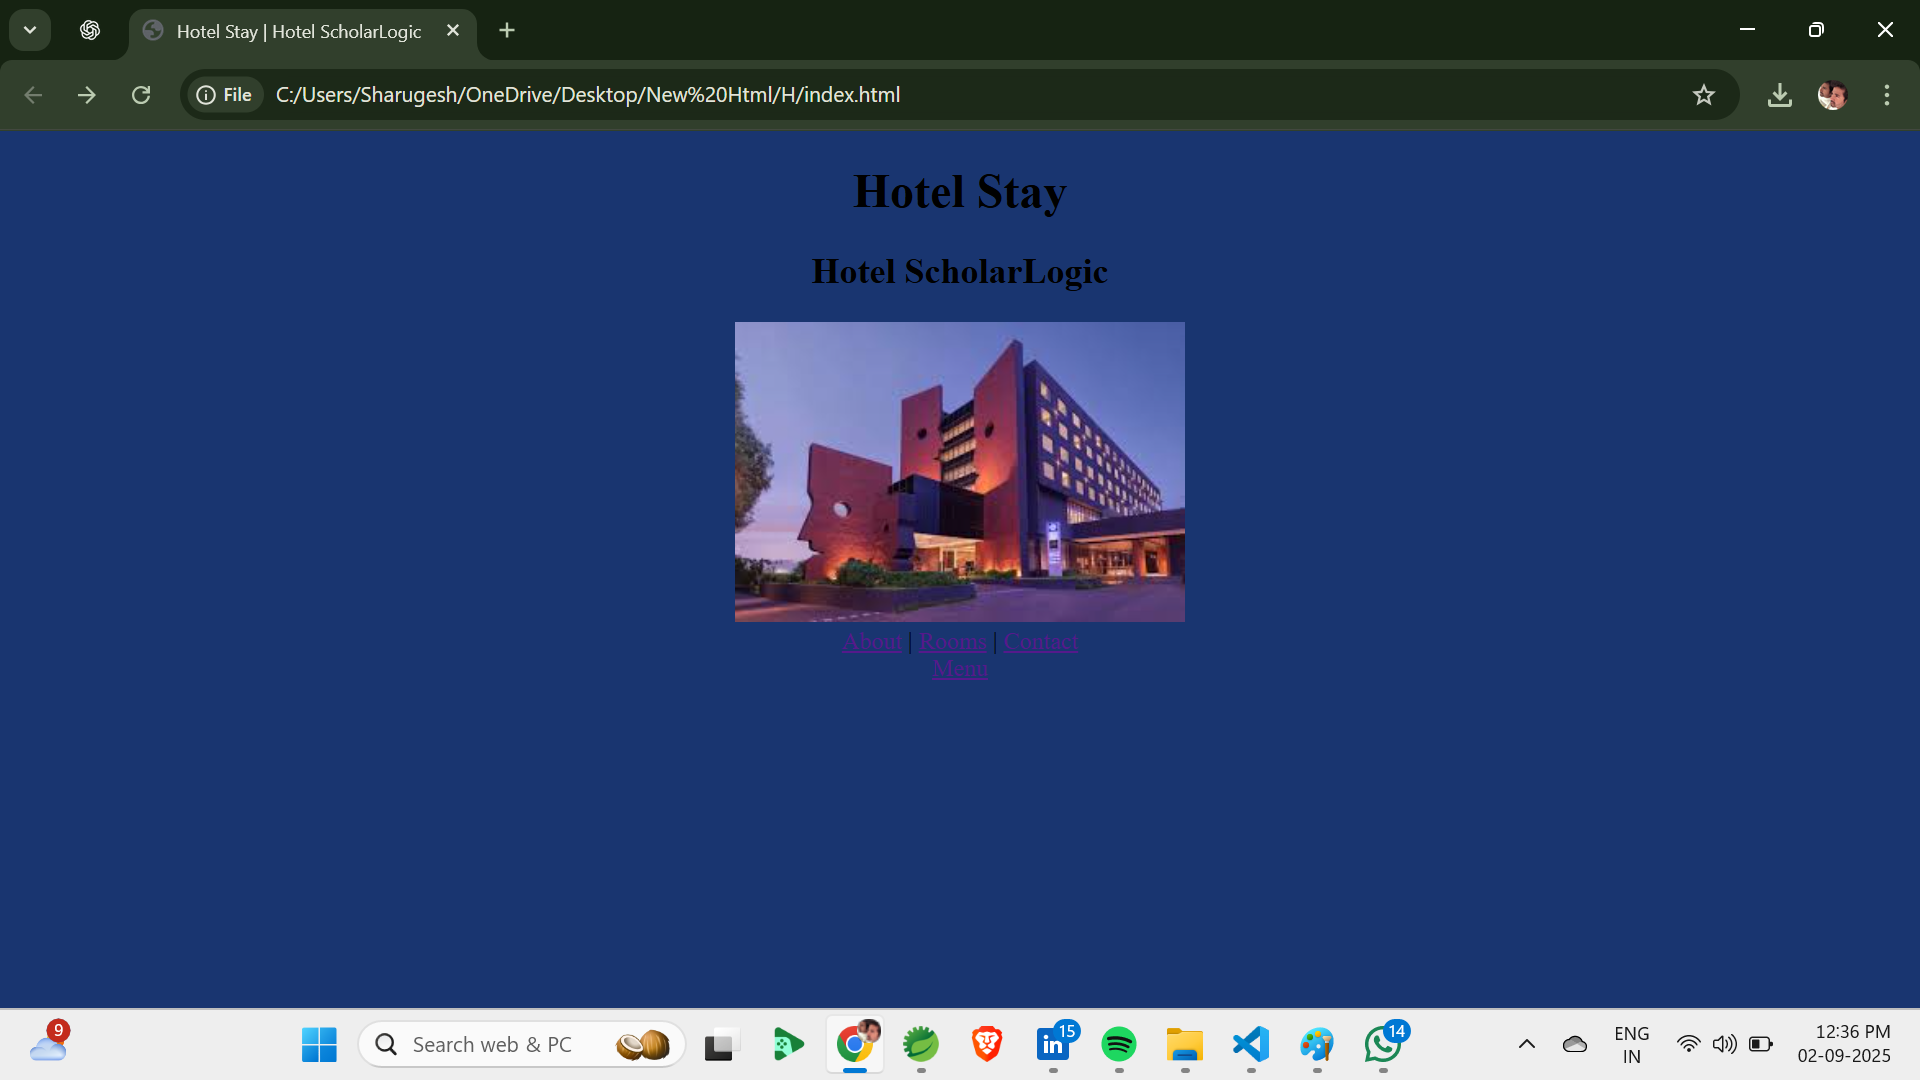 Hotel Stay | Hotel ScholarLogic
File C:/Users/Sharugesh/OneDrive/Desktop/New%20Html/H/index.html
Hotel Stay
Hotel ScholarLogic
About | Rooms | Contact
Menu
9
Search web & PC
15
14
ENG
IN
12:36 PM
02-09-2025